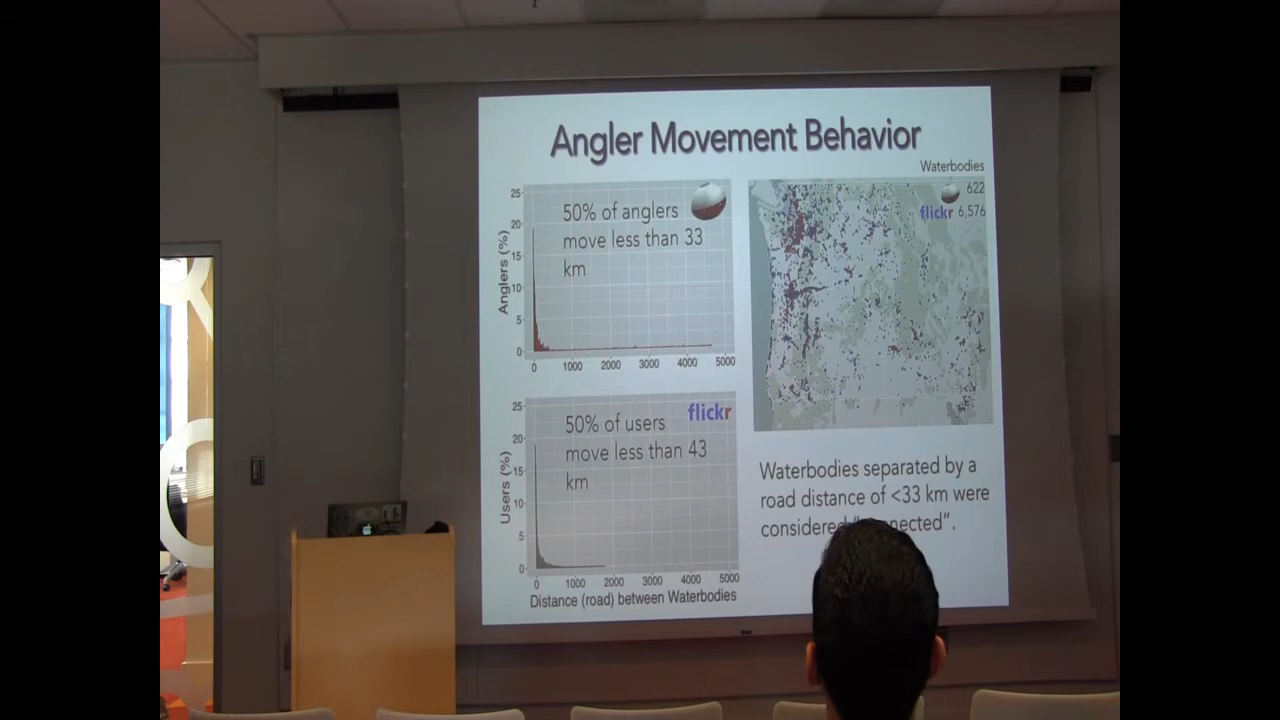 Angler Movement Behavior
Waterbodies
622
flickr 6,576
25
20
15
10
5
0
Anglers (%)
50% of anglers
move less than 33
km
0 1000 2000 3000 4000 5000
25
20
15
10
5
0
Users (%)
flickr
50% of users
move less than 43
km
0 1000 2000 3000 4000 5000
Distance (road) between Waterbodies
Waterbodies separated by a
road distance of <33 km were
considered